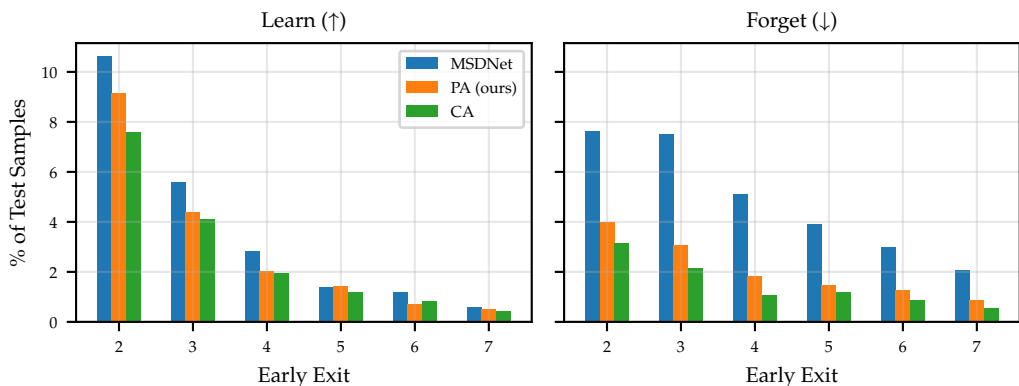 Learn (↑)
Forget (↓)
% of Test Samples
10
8
6
4
2
0
MSDNet
PA (ours)
CA
2 3 4 5 6 7
2 3 4 5 6 7
Early Exit
Early Exit